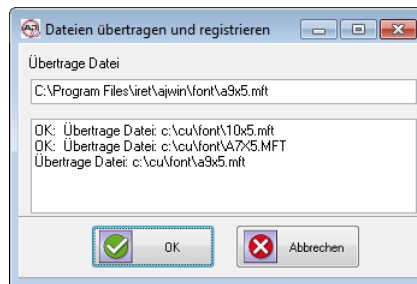 Dateien übertragen und registrieren
Übertrage Datei
C:\Program Files\iret\ajwin\font\a9x5.mft
OK: Übertrage Datei: c:\cu\font\10x5.mft
OK: Übertrage Datei: c:\cu\font\A7X5.MFT
Übertrage Datei: c:\cu\font\a9x5.mft
OK
Abbrechen